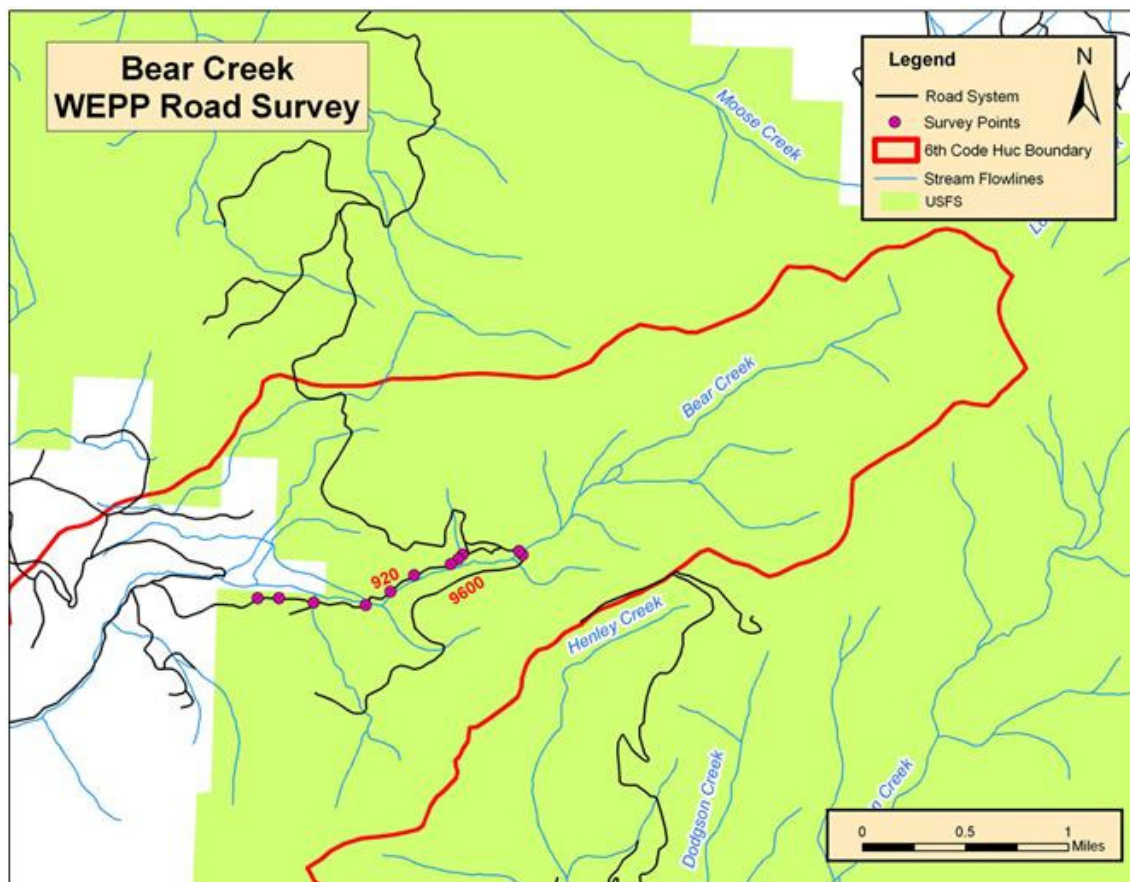 Bear Creek
WEPP Road Survey
Legend
N
Road System
Survey Points
6th Code Huc Boundary
Stream Flowlines
USFS
Moose Creek
Bear Creek
920
9600
Henley Creek
Dodgson Creek
Creek
0 0.5 1
Miles